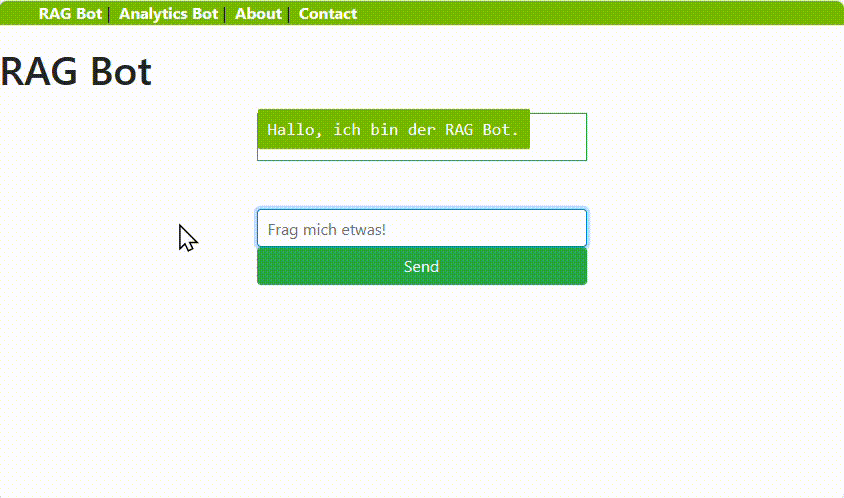 RAG Bot | Analytics Bot | About | Contact
RAG Bot
Hallo, ich bin der RAG Bot.
Frag mich etwas!
Send